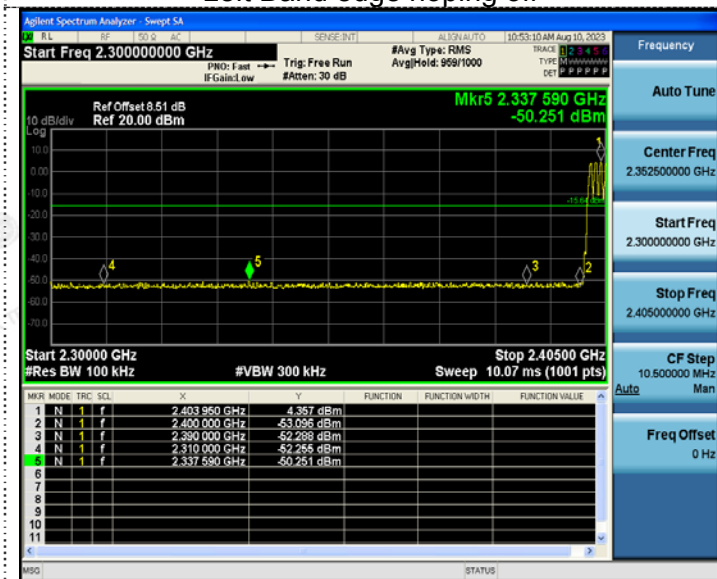 Left Band edge hoping off
Agilent Spectrum Analyzer - Swept SA
RL RF 50 Ω AC SENSE:INT ALIGN AUTO 10:53:10 AM Aug 10, 2023
Start Freq 2.300000000 GHz
PNO: Fast
IFGain:Low
Trig: Free Run
#Atten: 30 dB
#Avg Type: RMS
Avg|Hold: 959/1000
TRACE 1 2 3 4 5 6
TYPE M WWWWW
DET P P P P P P
Frequency
Auto Tune
Center Freq
2.352500000 GHz
Start Freq
2.300000000 GHz
Stop Freq
2.405000000 GHz
CF Step
10.500000 MHz
Auto Man
Freq Offset
0 Hz
Ref Offset 8.51 dB
10 dB/div Ref 20.00 dBm
Log
Mkr5 2.337 590 GHz
-50.251 dBm
10.0
0.00
-10.0
-20.0
-30.0
-40.0
-50.0
-60.0
-70.0
-15.64 dBm
1
4
5
3
2
Start 2.30000 GHz Stop 2.40500 GHz
#Res BW 100 kHz #VBW 300 kHz Sweep 10.07 ms (1001 pts)
MKR MODE TRC SCL X Y FUNCTION FUNCTION WIDTH FUNCTION VALUE
1 N 1 f 2.403 950 GHz 4.357 dBm
2 N 1 f 2.400 000 GHz -53.096 dBm
3 N 1 f 2.390 000 GHz -52.288 dBm
4 N 1 f 2.310 000 GHz -52.255 dBm
5 N 1 f 2.337 590 GHz -50.251 dBm
6
7
8
9
10
11
MSG STATUS